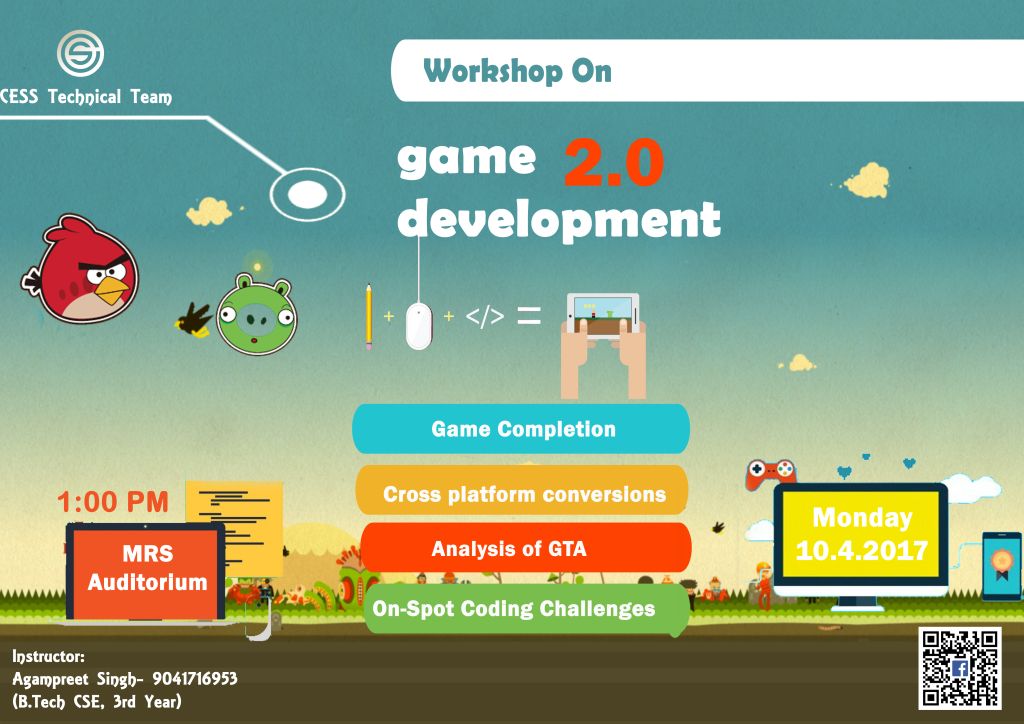 CESS Technical Team
Workshop On
game 2.0
development
+ + </> =
Game Completion
Cross platform conversions
Analysis of GTA
On-Spot Coding Challenges
1:00 PM
MRS
Auditorium
Monday
10.4.2017
Instructor:
Agampreet Singh- 9041716953
(B.Tech CSE, 3rd Year)